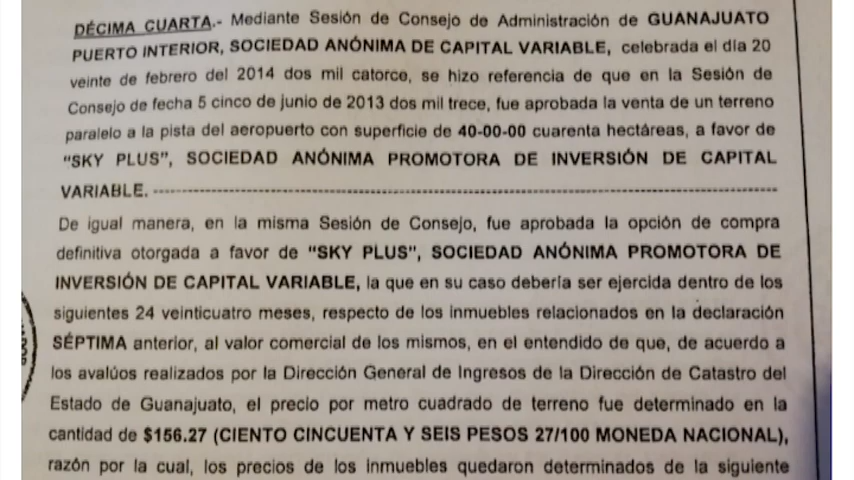 DÉCIMA CUARTA.- Mediante Sesión de Consejo de Administración de GUANAJUATO
PUERTO INTERIOR, SOCIEDAD ANÓNIMA DE CAPITAL VARIABLE, celebrada el día 20
veinte de febrero del 2014 dos mil catorce, se hizo referencia de que en la Sesión de
Consejo de fecha 5 cinco de junio de 2013 dos mil trece, fue aprobada la venta de un terreno
paralelo a la pista del aeropuerto con superficie de 40-00-00 cuarenta hectáreas, a favor de
"SKY PLUS", SOCIEDAD ANÓNIMA PROMOTORA DE INVERSIÓN DE CAPITAL
VARIABLE. ------------------------------------------------------------------------
De igual manera, en la misma Sesión de Consejo, fue aprobada la opción de compra
definitiva otorgada a favor de "SKY PLUS", SOCIEDAD ANÓNIMA PROMOTORA DE
INVERSIÓN DE CAPITAL VARIABLE, la que en su caso debería ser ejercida dentro de los
siguientes 24 veinticuatro meses, respecto de los inmuebles relacionados en la declaración
SÉPTIMA anterior, al valor comercial de los mismos, en el entendido de que, de acuerdo a
los avalúos realizados por la Dirección General de Ingresos de la Dirección de Catastro del
Estado de Guanajuato, el precio por metro cuadrado de terreno fue determinado en la
cantidad de $156.27 (CIENTO CINCUENTA Y SEIS PESOS 27/100 MONEDA NACIONAL),
razón por la cual, los precios de los inmuebles quedaron determinados de la siguiente